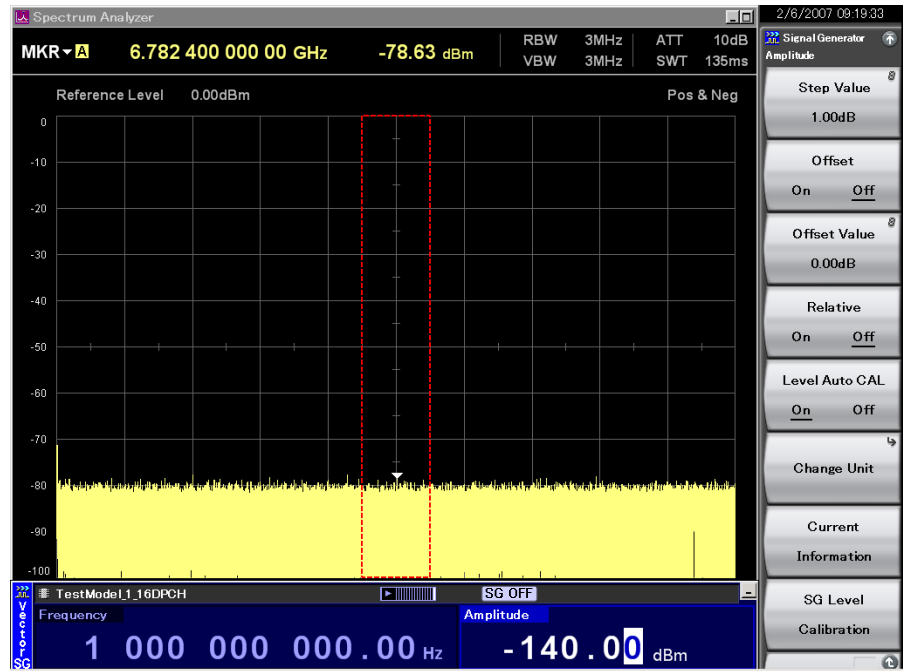 Spectrum Analyzer
2/6/2007 09:19:33
MKR A 6.782 400 000 00 GHz -78.63 dBm
RBW 3MHz ATT 10dB
VBW 3MHz SWT 135ms
Reference Level 0.00dBm Pos & Neg
0
-10
-20
-30
-40
-50
-60
-70
-80
-90
-100
Signal Generator
Amplitude
Step Value
1.00dB
Offset
On Off
Offset Value
0.00dB
Relative
On Off
Level Auto CAL
On Off
Change Unit
Current
Information
SG Level
Calibration
Vector SG
TestModel_1_16DPCH SG OFF
Frequency Amplitude
1 000 000 000.00 Hz -140.00 dBm